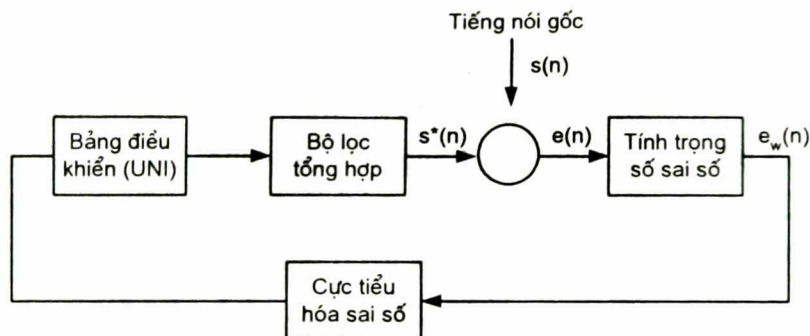 Tiếng nói gốc
s(n)
Bảng điều
khiển (UNI)
Bộ lọc
tổng hợp
s*(n)
e(n)
Tính trọng
số sai số
e_w(n)
Cực tiểu
hóa sai số